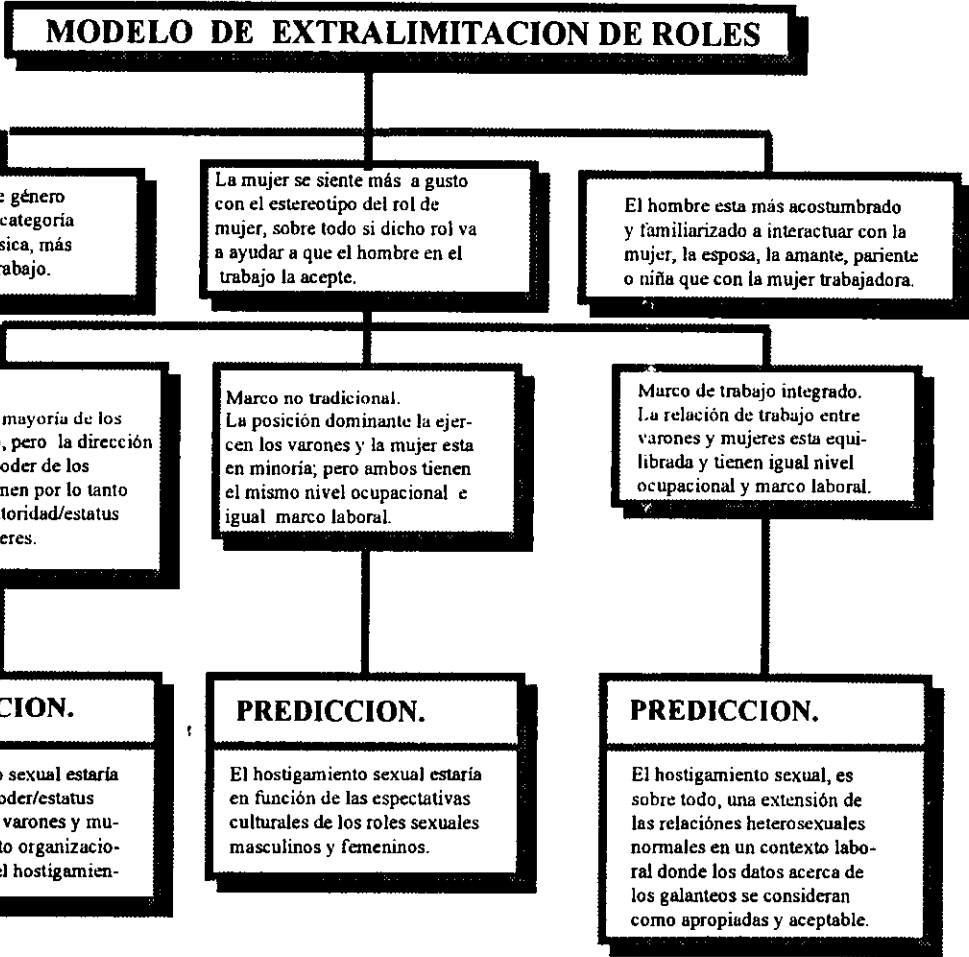 MODELO DE EXTRALIMITACION DE ROLES
e género
categoría
sica, más
rabajo.
La mujer se siente más a gusto
con el estereotipo del rol de
mujer, sobre todo si dicho rol va
a ayudar a que el hombre en el
trabajo la acepte.
El hombre esta más acostumbrado
y familiarizado a interactuar con la
mujer, la esposa, la amante, pariente
o niña que con la mujer trabajadora.
mayoría de los
, pero la dirección
oder de los
nen por lo tanto
toridad/estatus
eres.
Marco no tradicional.
La posición dominante la ejer-
cen los varones y la mujer esta
en minoría; pero ambos tienen
el mismo nivel ocupacional e
igual marco laboral.
Marco de trabajo integrado.
La relación de trabajo entre
varones y mujeres esta equi-
librada y tienen igual nivel
ocupacional y marco laboral.
CION.
o sexual estaría
oder/estatus
varones y mu-
to organizacio-
el hostigamien-
PREDICCION.
El hostigamiento sexual estaría
en función de las espectativas
culturales de los roles sexuales
masculinos y femeninos.
PREDICCION.
El hostigamiento sexual, es
sobre todo, una extensión de
las relaciónes heterosexuales
normales en un contexto labo-
ral donde los datos acerca de
los galanteos se consideran
como apropiadas y aceptable.